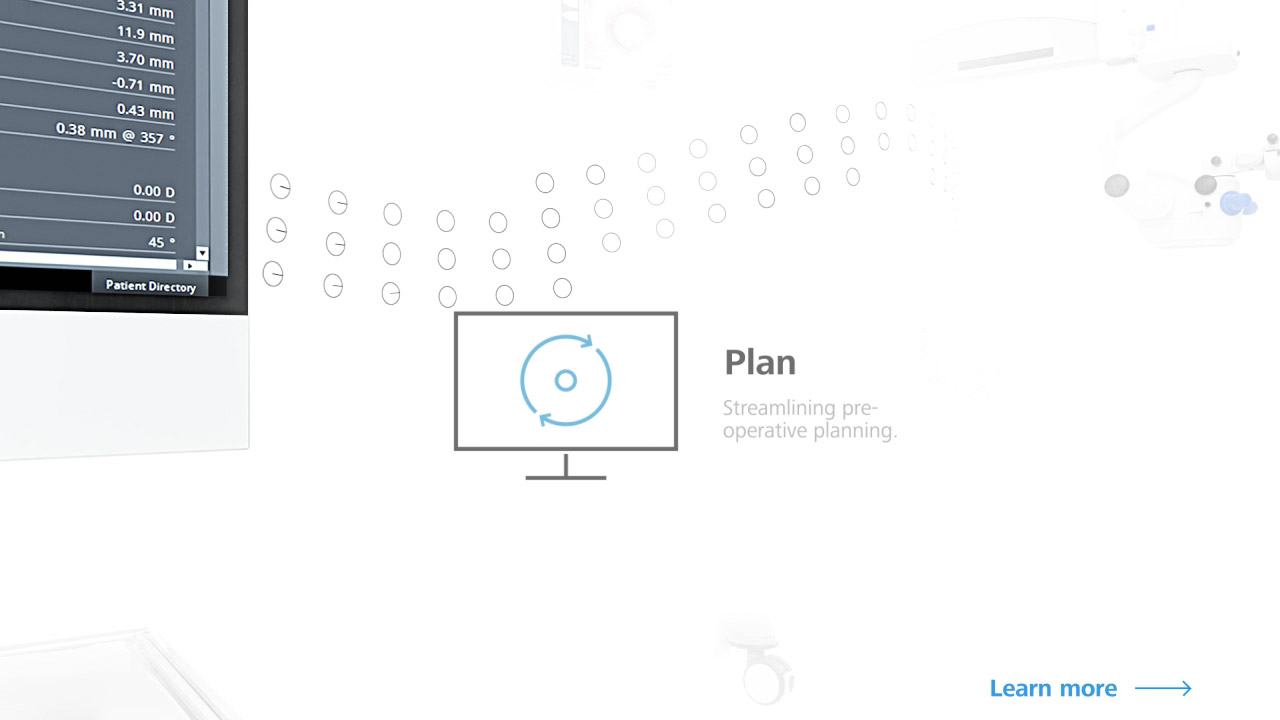 3.31 mm
11.9 mm
3.70 mm
-0.71 mm
0.43 mm
0.38 mm @ 357 °
0.00 D
0.00 D
45 °
Patient Directory
Plan
Streamlining pre-
operative planning.
Learn more